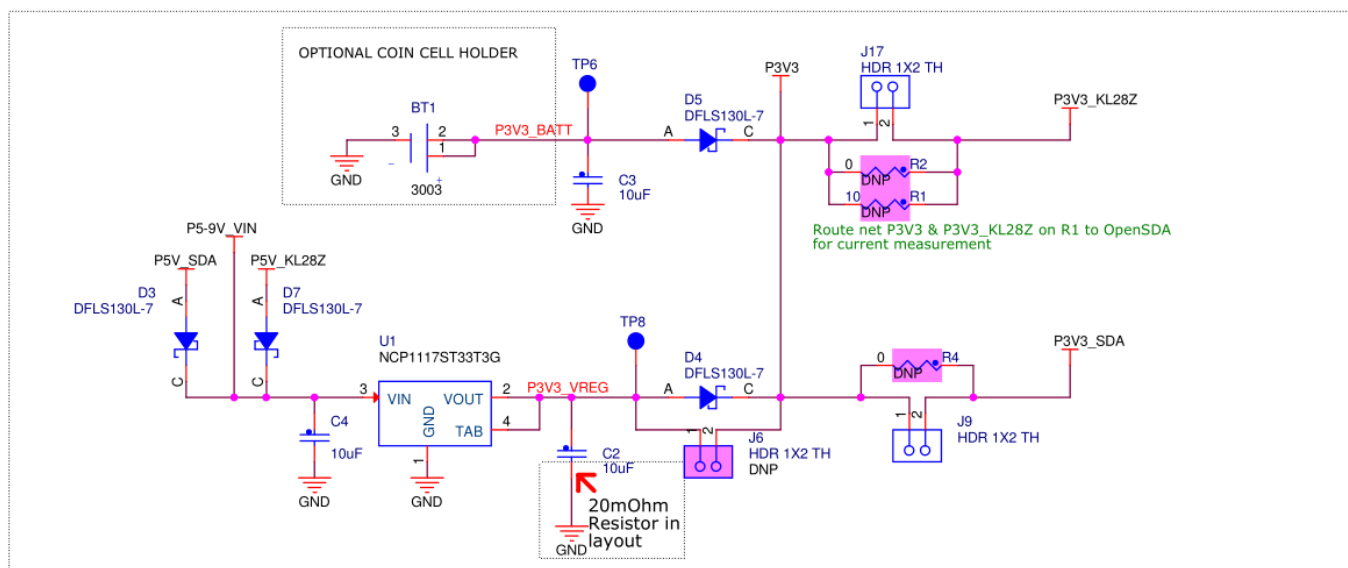 OPTIONAL COIN CELL HOLDER
BT1
3
2
1
P3V3_BATT
-
+
3003
GND
TP6
C3
10uF
GND
D5
DFLS130L-7
A
C
P3V3
J17
HDR 1X2 TH
1
2
P3V3_KL28Z
0
R2
DNP
10
R1
DNP
Route net P3V3 & P3V3_KL28Z on R1 to OpenSDA
for current measurement
P5-9V_VIN
P5V_SDA
P5V_KL28Z
D3
DFLS130L-7
A
C
D7
DFLS130L-7
A
C
C4
10uF
GND
U1
NCP1117ST33T3G
3
VIN
VOUT
2
GND
TAB
4
1
GND
P3V3_VREG
TP8
C2
10uF
20mOhm
Resistor in
layout
GND
D4
DFLS130L-7
A
C
1
2
J6
HDR 1X2 TH
DNP
0
R4
DNP
P3V3_SDA
1
2
J9
HDR 1X2 TH